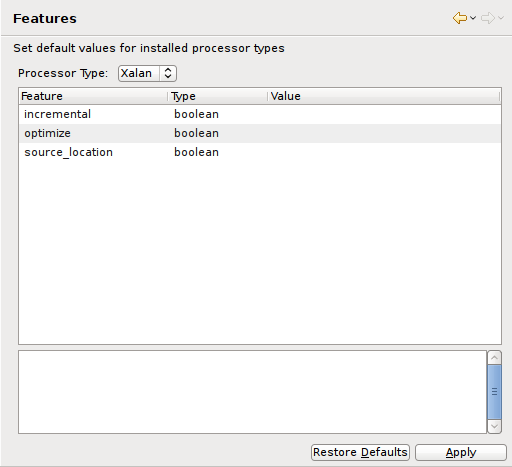 Features
Set default values for installed processor types
Processor Type: Xalan
Feature Type Value
incremental boolean
optimize boolean
source_location boolean
Restore Defaults Apply